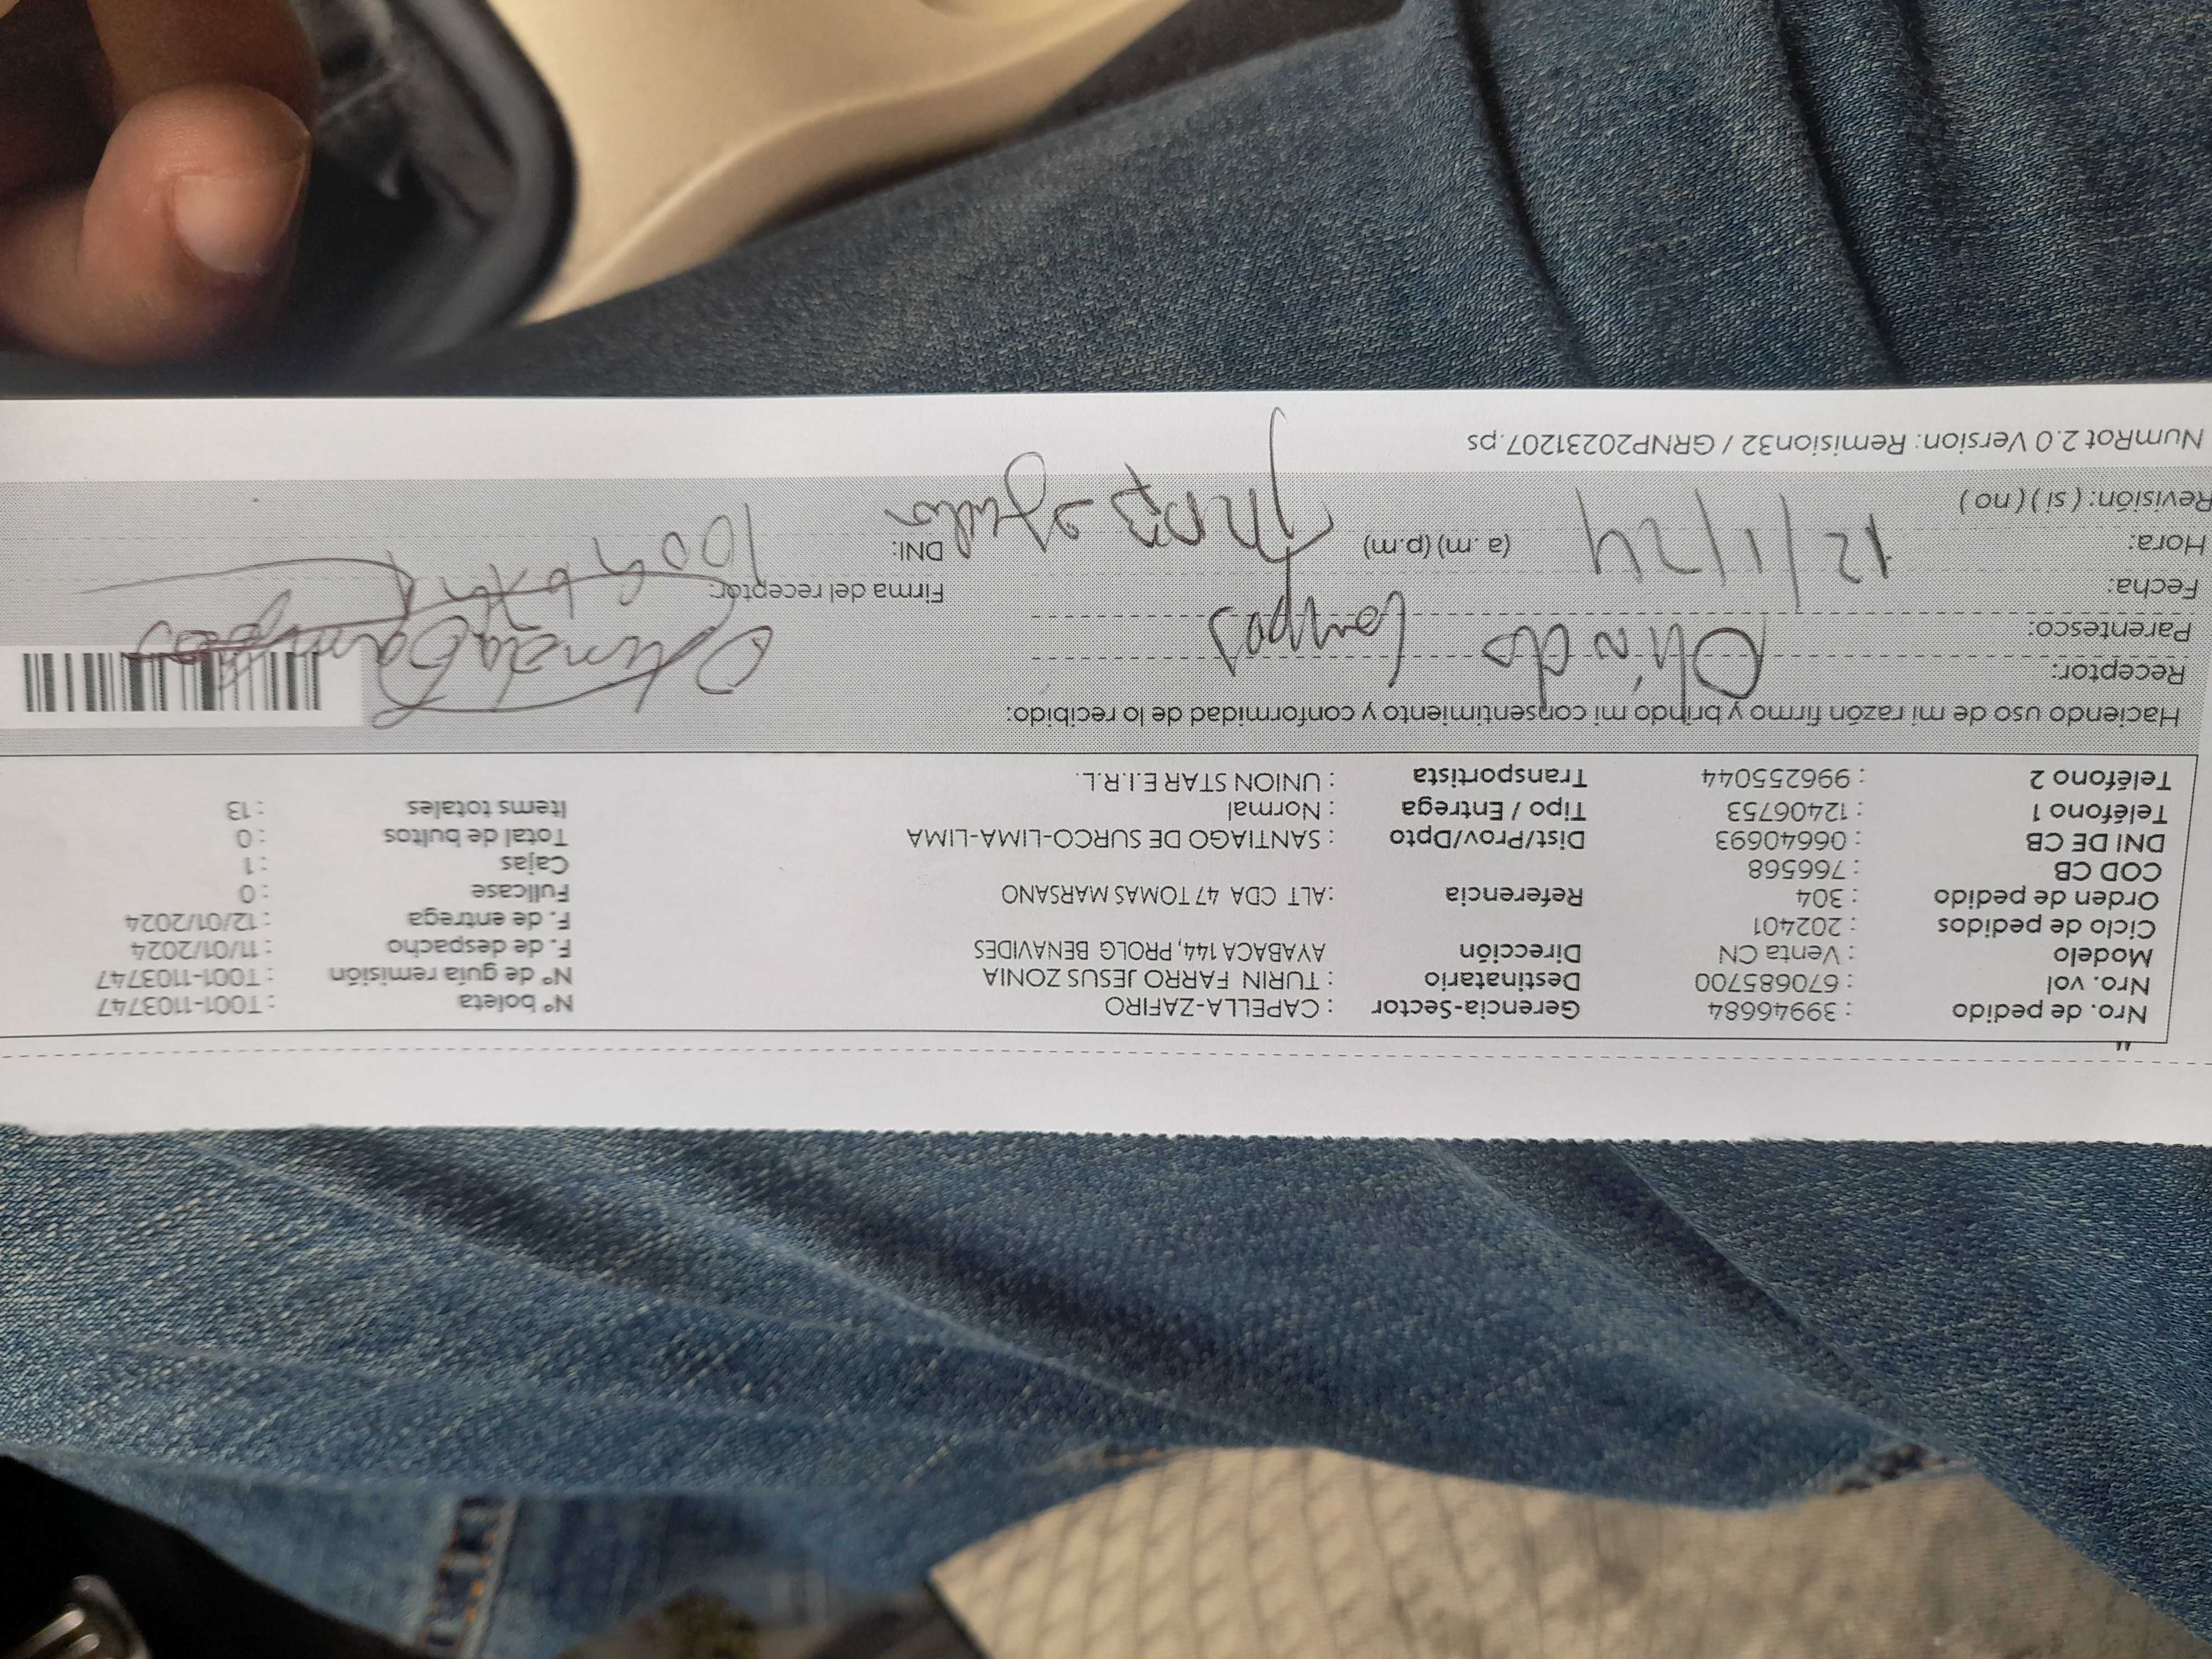 Nro. de pedido : 39946684 Gerencia-Sector : CAPELLA-ZAFIRO N° boleta : T001-1103747
Nro. vol : 670685700 Destinatario : TURIN FARRO JESUS ZONIA N° de guía remisión : T001-1103747
Modelo : Venta CN Dirección AYABACA 144, PROLG BENAVIDES F. de despacho : 11/01/2024
Ciclo de pedidos : 202401 F. de entrega : 12/01/2024
Orden de pedido : 304 Referencia : ALT CDA 47 TOMAS MARSANO Fullcase : 0
COD CB : 766568 Cajas : 1
DNI DE CB : 06640693 Dist/Prov/Dpto : SANTIAGO DE SURCO-LIMA-LIMA Total de bultos : 0
Teléfono 1 : 12406753 Tipo / Entrega : Normal Items totales : 13
Teléfono 2 : 996255044 Transportista : UNION STAR E.I.R.L.
Haciendo uso de mi razón firmo y brindo mi consentimiento y conformidad de lo recibido:
Receptor: Olindo Campos
Parentesco:
Fecha: 12/1/24 Firma del receptor:
Hora: (a .m) (p.m) DNI:
Revisión: ( si ) ( no )
NumRot 2.0 Version: Remision32 / GRNP20231207.ps